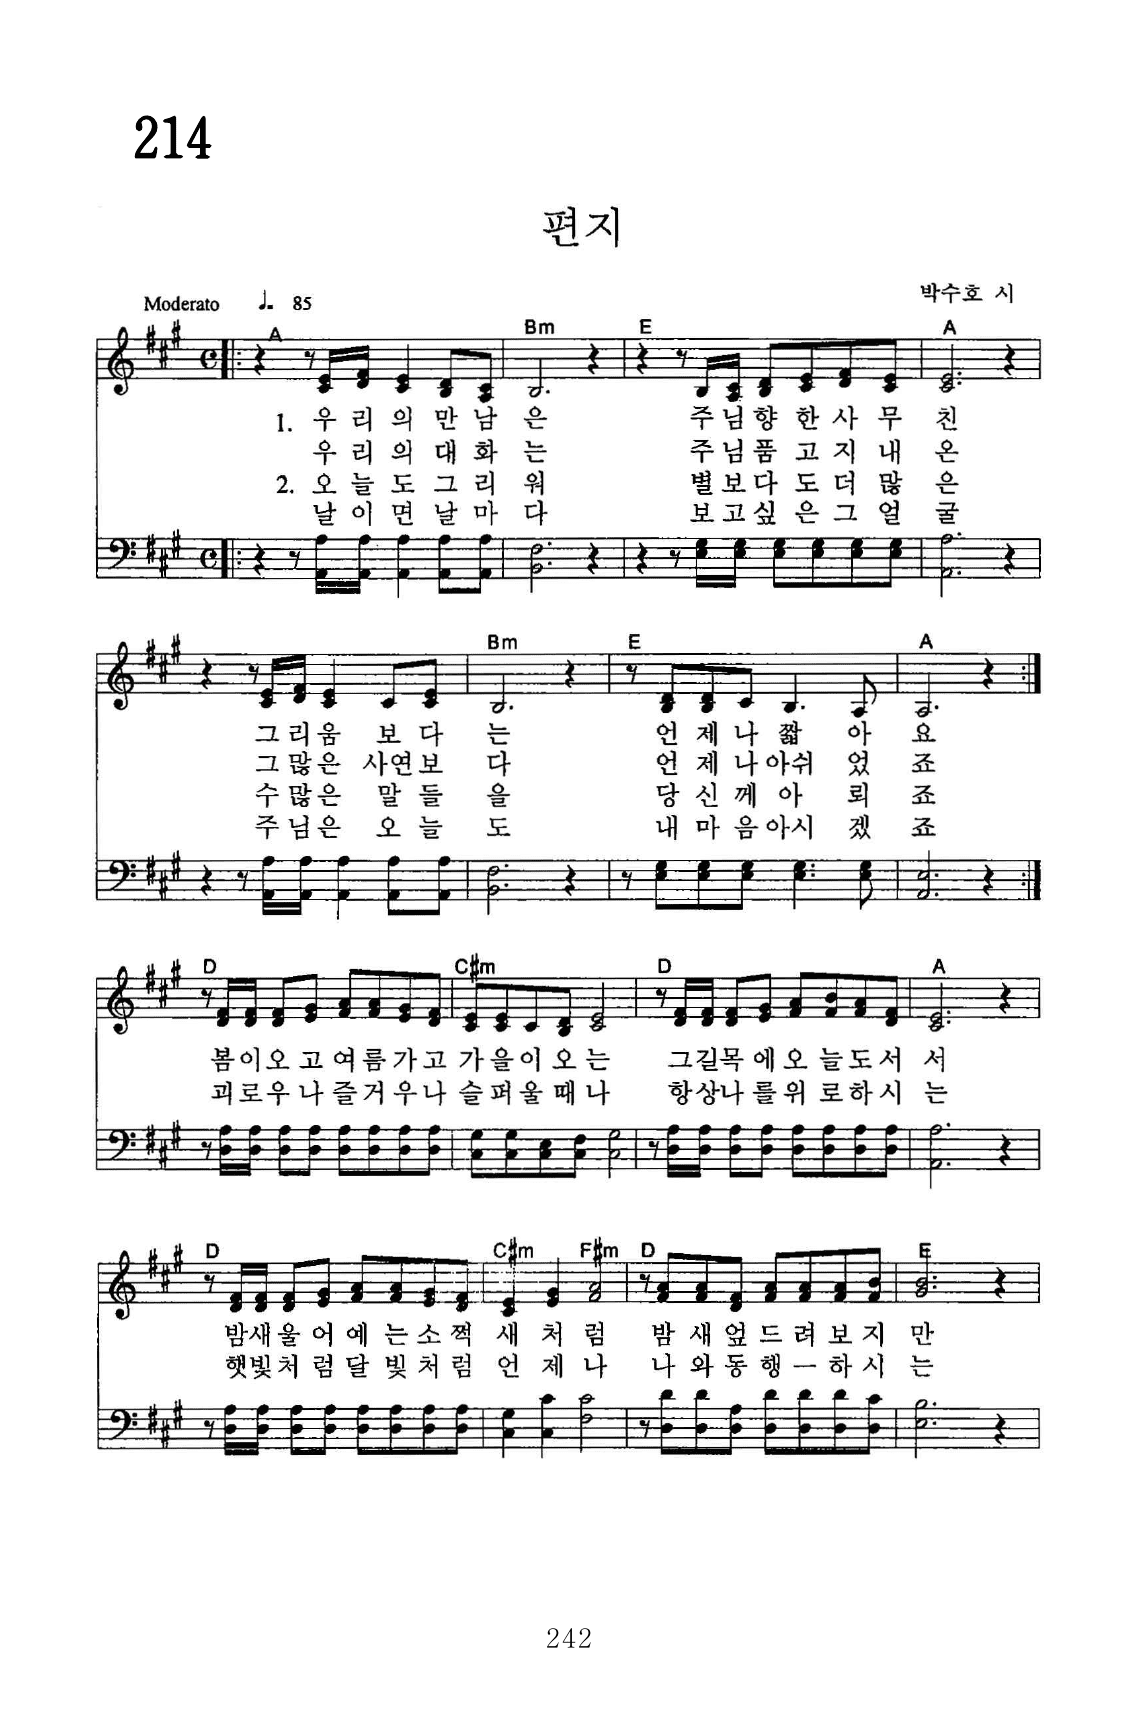 214
편지
Moderato ♩. 85
박수호 시
A Bm E A
1. 우 리 의 만 남 은 주 님 향 한 사 무 친
우 리 의 대 화 는 주 님 품 고 지 내 온
2. 오 늘 도 그 리 워 별 보 다 도 더 많 은
날 이 면 날 마 다 보 고 싶 은 그 얼 굴
Bm E A
그 리 움 보 다 는 언 제 나 짧 아 요
그 많 은 사 연 보 다 언 제 나 아 쉬 었 죠
수 많 은 말 들 을 당 신 께 아 뢰 죠
주 님 은 오 늘 도 내 마 음 아 시 겠 죠
D C#m D A
봄 이 오 고 여 름 가 고 가 을 이 오 는 그 길 목 에 오 늘 도 서 서
괴 로 우 나 즐 거 우 나 슬 퍼 울 때 나 항 상 나 를 위 로 하 시 는
D C#m F#m D E
밤 새 울 어 예 는 소 쩍 새 처 럼 밤 새 엎 드 려 보 지 만
햇 빛 처 럼 달 빛 처 럼 언 제 나 나 와 동 행 ㅡ 하 시 는
242